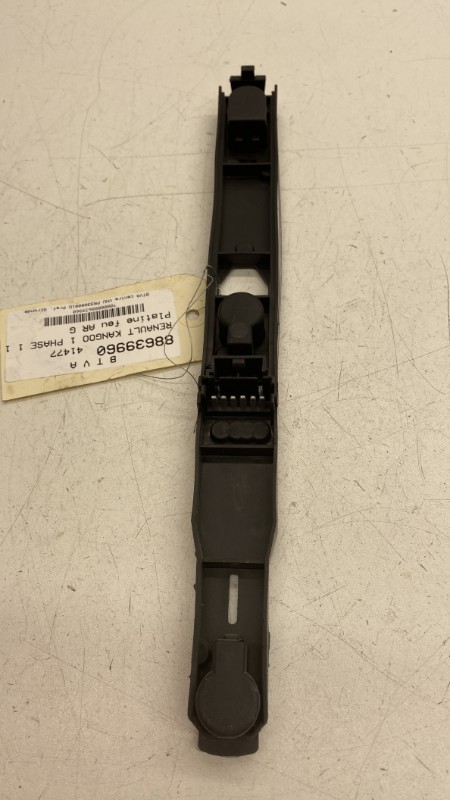 B T V A
88639960 41477
RENAULT KANGOO 1 PHASE 1 1
Platine feu AR G